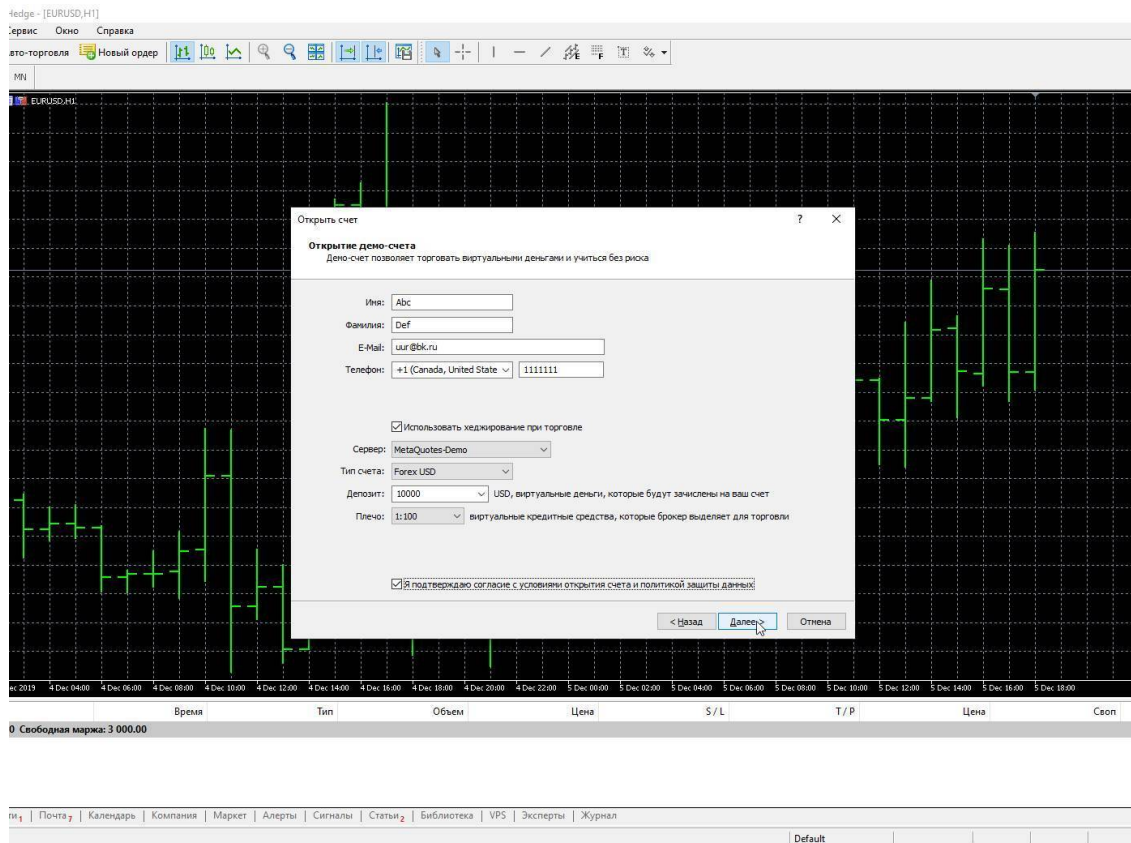 Hedge - [EURUSD,H1]
Сервис Окно Справка
Авто-торговля Новый ордер
MN
EURUSD,H1
Открыть счет ? ×
Открытие демо-счета
Демо-счет позволяет торговать виртуальными деньгами и учиться без риска
Имя: Abc
Фамилия: Def
E-Mail: uur@bk.ru
Телефон: +1 (Canada, United State 1111111
Использовать хеджирование при торговле
Сервер: MetaQuotes-Demo
Тип счета: Forex USD
Депозит: 10000 USD, виртуальные деньги, которые будут зачислены на ваш счет
Плечо: 1:100 виртуальные кредитные средства, которые брокер выделяет для торговли
Я подтверждаю согласие с условиями открытия счета и политикой защиты данных
< Назад Далее > Отмена
ec 2019 4 Dec 04:00 4 Dec 06:00 4 Dec 08:00 4 Dec 10:00 4 Dec 12:00 4 Dec 14:00 4 Dec 16:00 4 Dec 18:00 4 Dec 20:00 4 Dec 22:00 5 Dec 00:00 5 Dec 02:00 5 Dec 04:00 5 Dec 06:00 5 Dec 08:00 5 Dec 10:00 5 Dec 12:00 5 Dec 14:00 5 Dec 16:00 5 Dec 18:00
Время Тип Объем Цена S / L T / P Цена Своп
0 Свободная маржа: 3 000.00
ти 1 | Почта 7 | Календарь | Компания | Маркет | Алерты | Сигналы | Статьи 2 | Библиотека | VPS | Эксперты | Журнал
Default